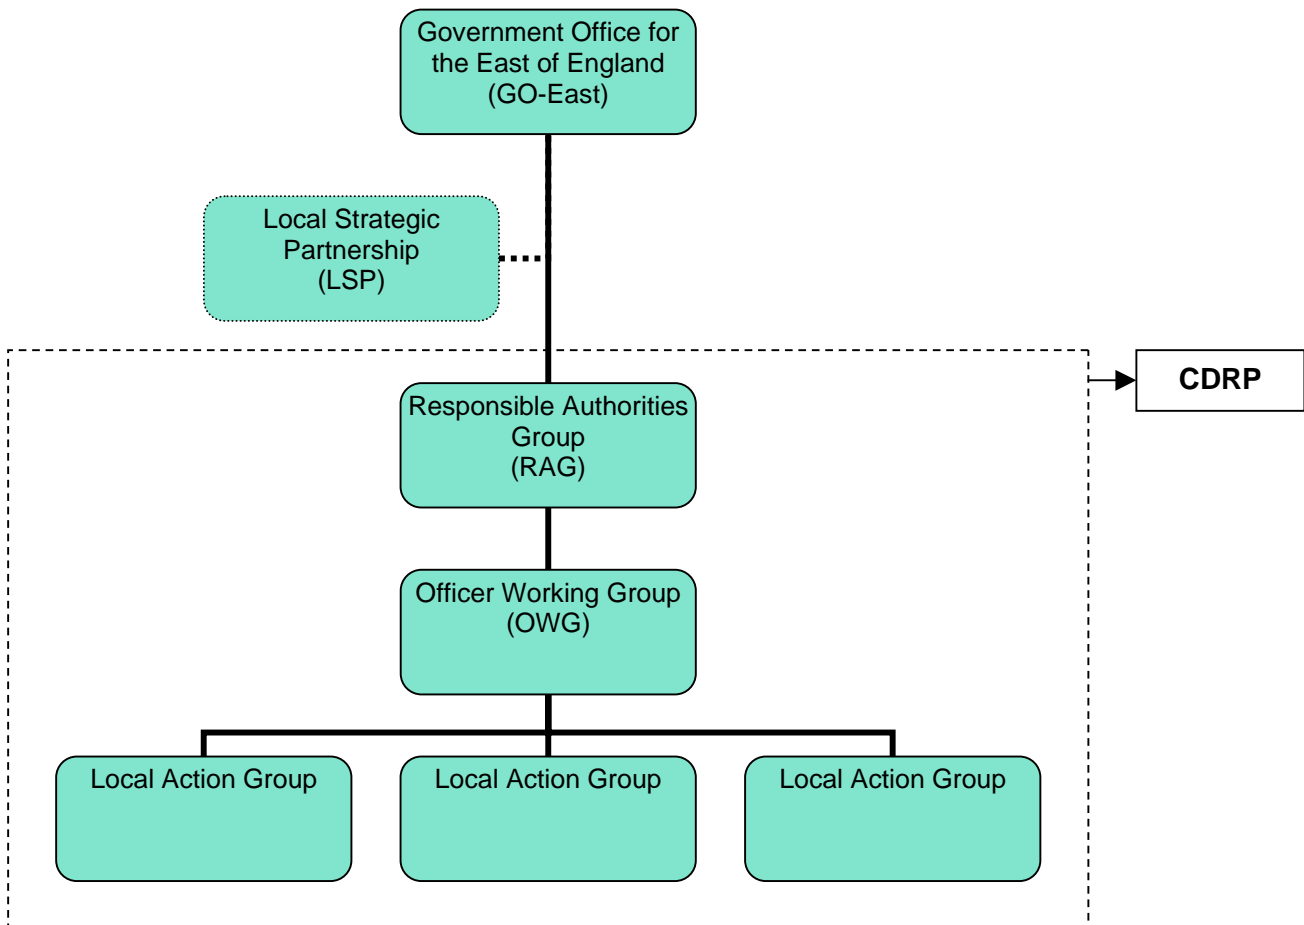 Government Office for
the East of England
(GO-East)
Local Strategic
Partnership
(LSP)
CDRP
Responsible Authorities
Group
(RAG)
Officer Working Group
(OWG)
Local Action Group
Local Action Group
Local Action Group